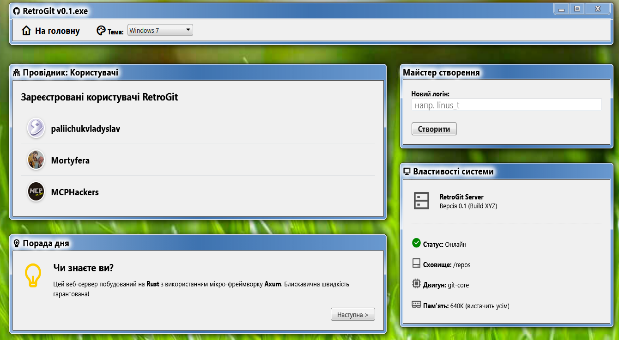 RetroGit v0.1.exe
На головну
Тема:
Windows 7
Провідник: Користувачі
Зареєстровані користувачі RetroGit
paliichukvladyslav
Mortyfera
MCPHackers
Порада дня
Чи знаєте ви?
Цей веб-сервер побудований на Rust з використанням мікро-фреймворку Axum. Блискавична швидкість
гарантована!
Наступна >
Майстер створення
Новий логін:
напр. linus_t
Створити
Властивості системи
RetroGit Server
Версія 0.1 (Build XYZ)
Статус: Онлайн
Сховище: /repos
Двигун: git-core
Пам'ять: 640K (вистачить усім)